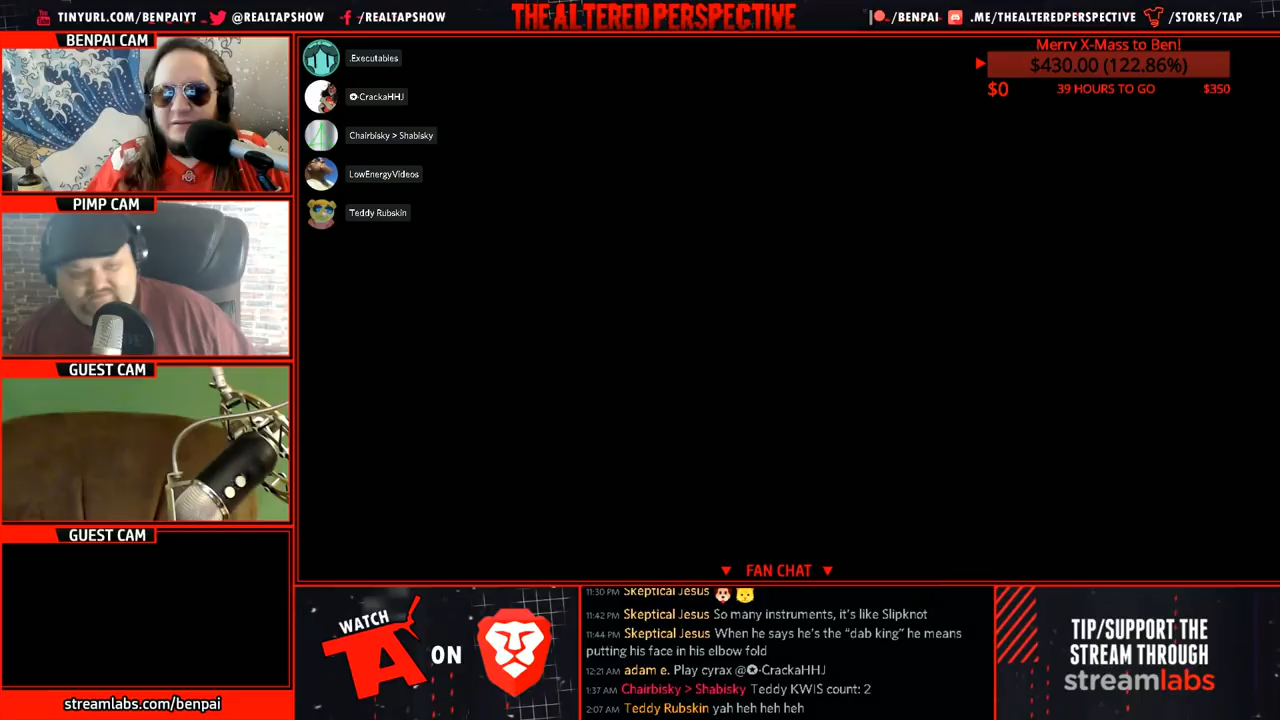 TINYURL.COM/BENPAIYT
@REALTAPSHOW
/REALTAPSHOW
THE ALTERED PERSPECTIVE
/BENPAI
.ME/THEALTEREDPERSPECTIVE
/STORES/TAP
BENPAI CAM
PIMP CAM
GUEST CAM
GUEST CAM
streamlabs.com/benpai
.Executables
✪·CrackaHHJ
Chairbisky > Shabisky
LowEnergyVideos
Teddy Rubskin
Merry X-Mass to Ben!
$430.00 (122.86%)
$0 39 HOURS TO GO $350
▼ FAN CHAT ▼
WATCH
TA ON
11:30 PM Skeptical Jesus
11:42 PM Skeptical Jesus So many instruments, it's like Slipknot
11:44 PM Skeptical Jesus When he says he's the "dab king" he means
putting his face in his elbow fold
12:21 AM adam e. Play cyrax @✪·CrackaHHJ
1:37 AM Chairbisky > Shabisky Teddy KWIS count: 2
2:07 AM Teddy Rubskin yah heh heh heh
TIP/SUPPORT THE
STREAM THROUGH
streamlabs